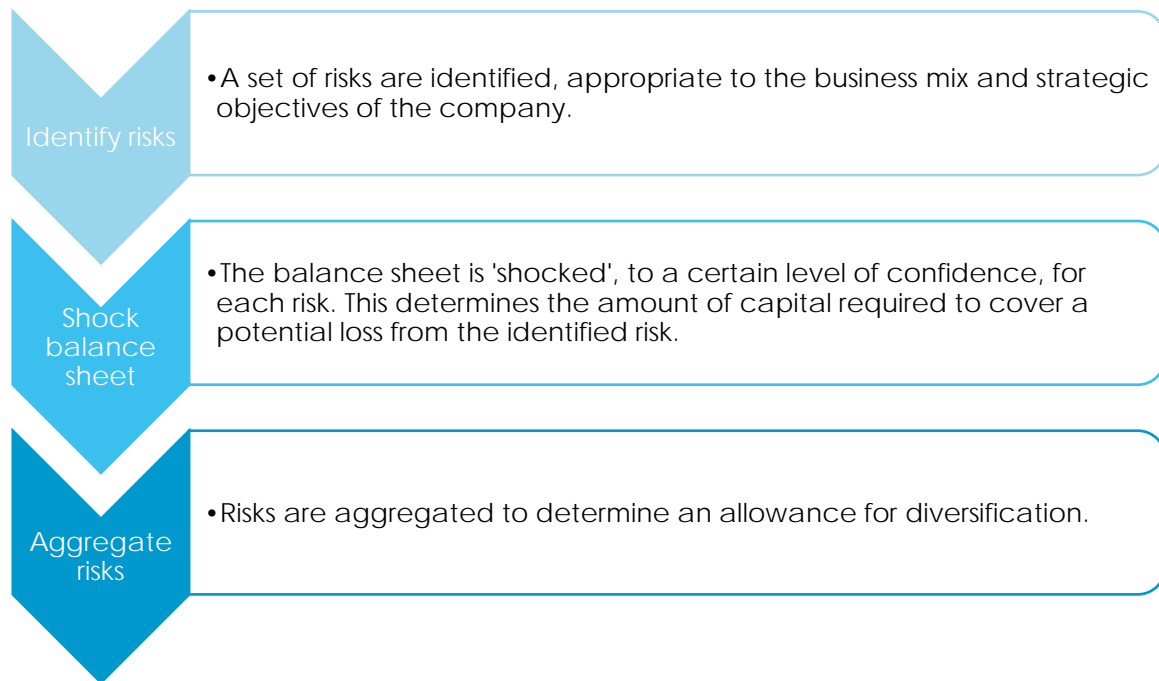 Identify risks
•A set of risks are identified, appropriate to the business mix and strategic
objectives of the company.
Shock
balance
sheet
•The balance sheet is 'shocked', to a certain level of confidence, for
each risk. This determines the amount of capital required to cover a
potential loss from the identified risk.
Aggregate
risks
•Risks are aggregated to determine an allowance for diversification.